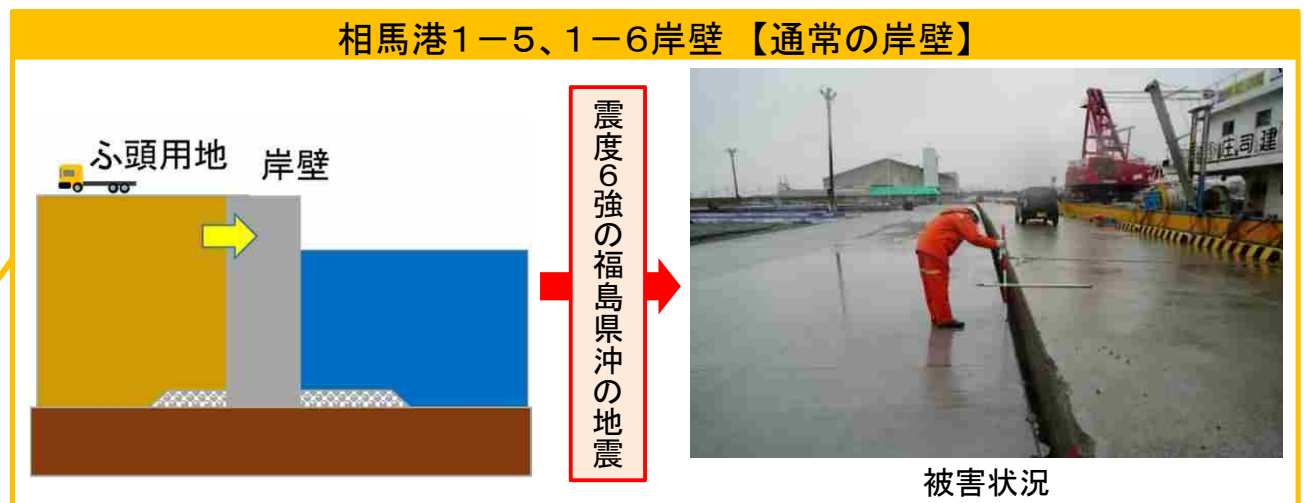 相馬港1-5、1-6岸壁 【通常の岸壁】
ふ頭用地
岸壁
震度6強の福島県沖の地震
被害状況